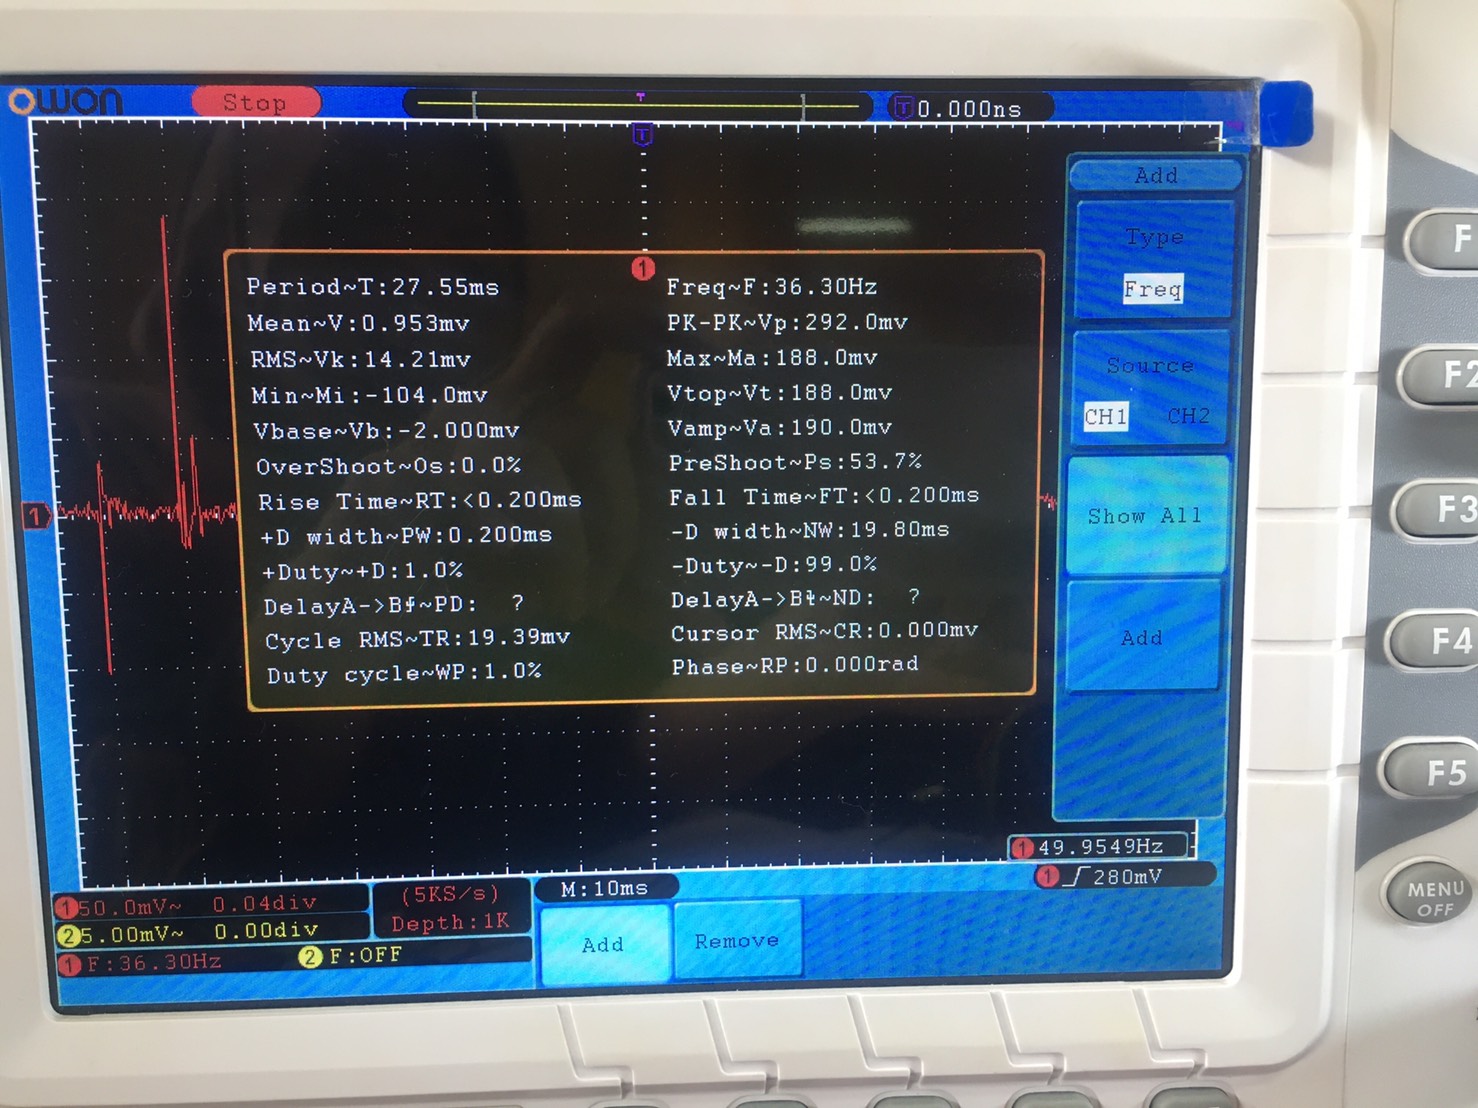 OWON Stop T 0.000ns
T
Add
Type
Freq
Source
CH1 CH2
Show All
Add
1
Period~T:27.55ms Freq~F:36.30Hz
Mean~V:0.953mv PK-PK~Vp:292.0mv
RMS~Vk:14.21mv Max~Ma:188.0mv
Min~Mi:-104.0mv Vtop~Vt:188.0mv
Vbase~Vb:-2.000mv Vamp~Va:190.0mv
OverShoot~Os:0.0% PreShoot~Ps:53.7%
Rise Time~RT:<0.200ms Fall Time~FT:<0.200ms
+D width~PW:0.200ms -D width~NW:19.80ms
+Duty~+D:1.0% -Duty~-D:99.0%
DelayA->B~PD: ? DelayA->B~ND: ?
Cycle RMS~TR:19.39mv Cursor RMS~CR:0.000mv
Duty cycle~WP:1.0% Phase~RP:0.000rad
1
1 49.9549Hz
1 280mV
1 50.0mV~ 0.04div (5KS/s) M:10ms
2 5.00mV~ 0.00div Depth:1K
1 F:36.30Hz 2 F:OFF
Add Remove
F
F2
F3
F4
F5
MENU
OFF